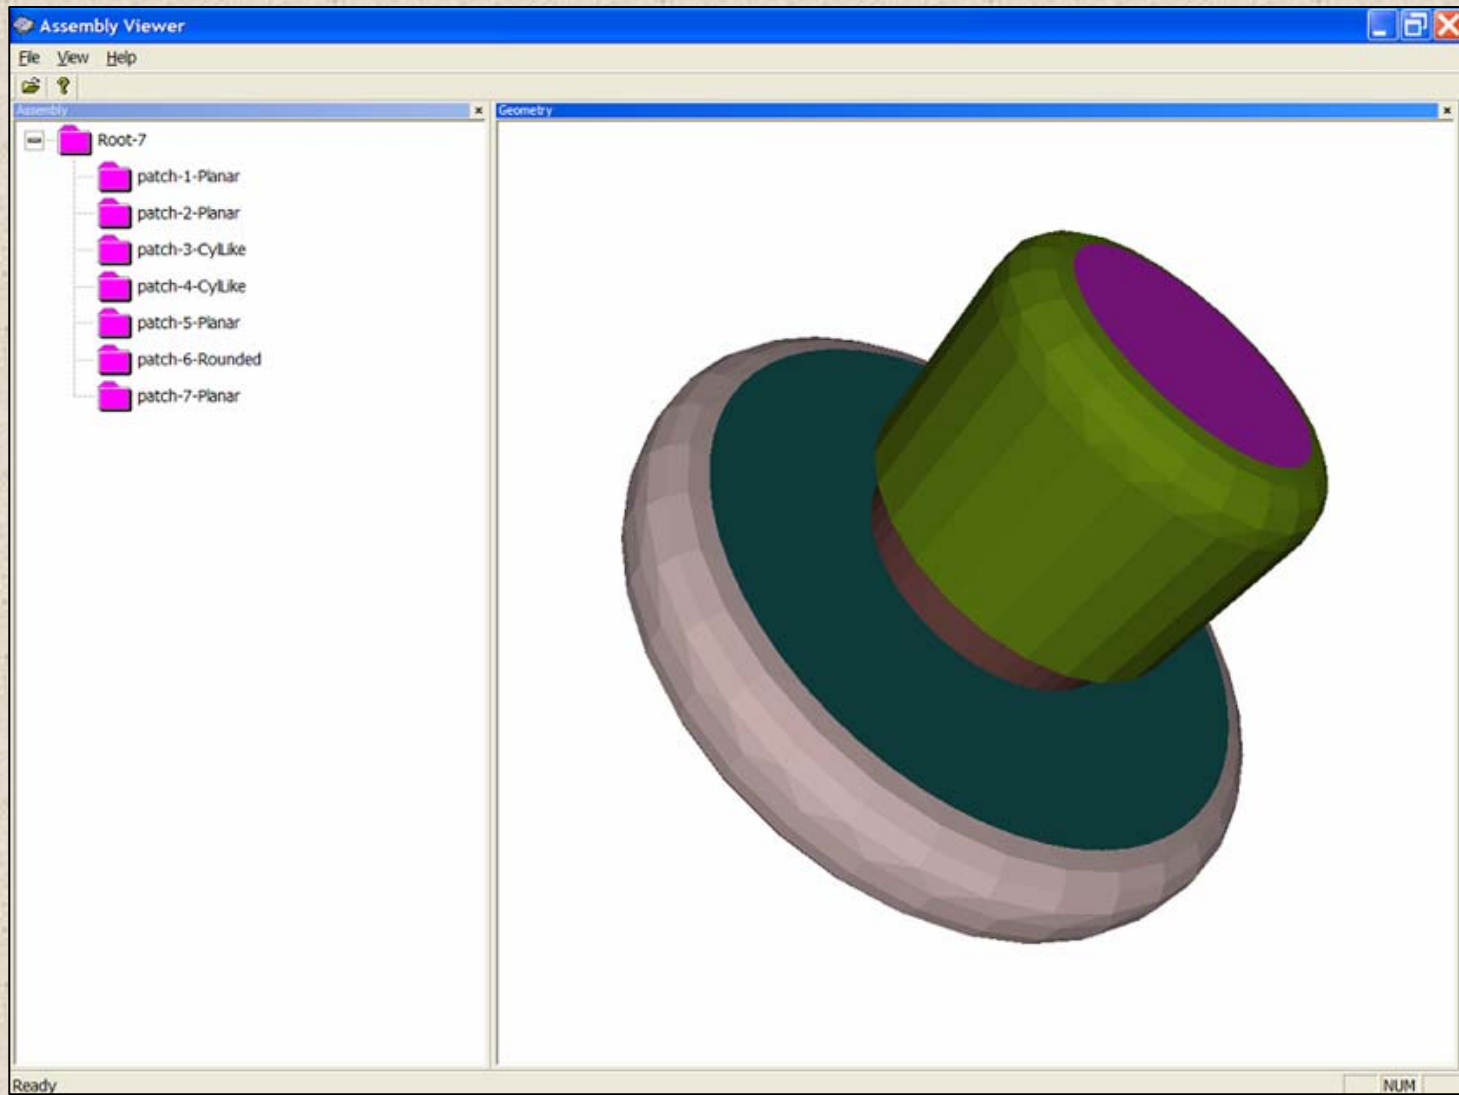 Assembly Viewer
File View Help
Assembly
Geometry
Root-7
patch-1-Planar
patch-2-Planar
patch-3-CylLike
patch-4-CylLike
patch-5-Planar
patch-6-Rounded
patch-7-Planar
Ready
NUM